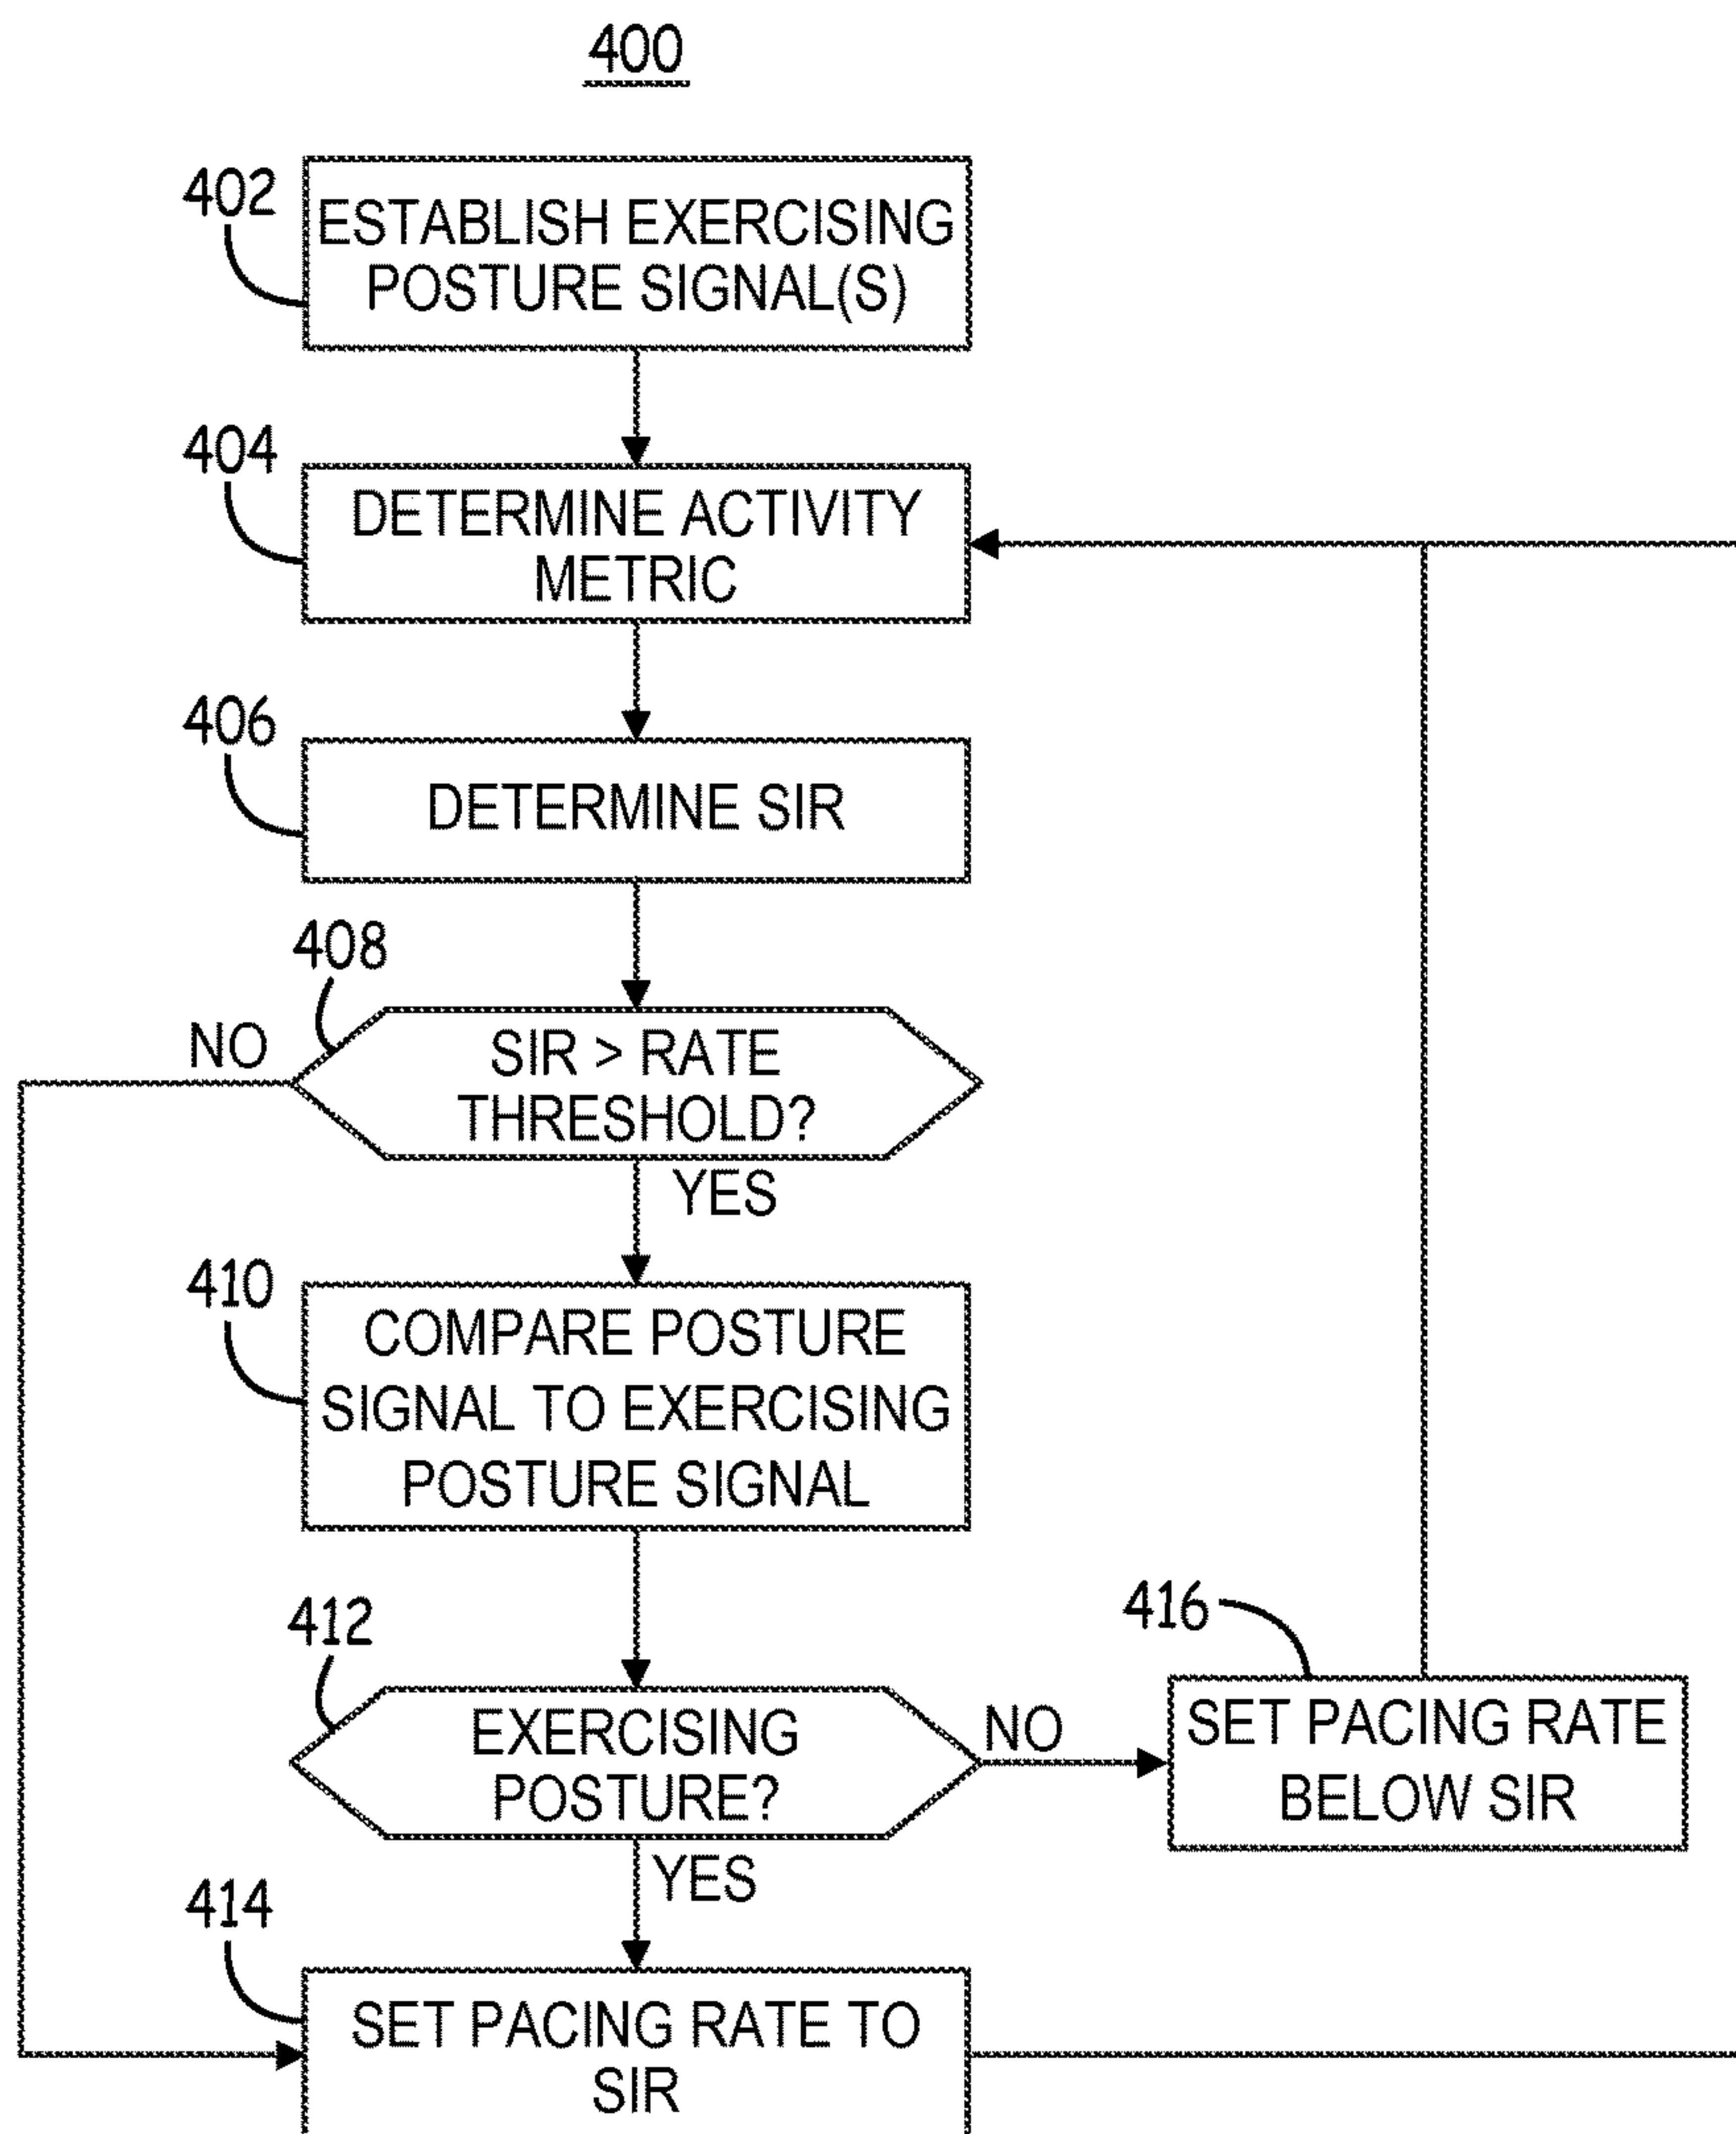 400
402
ESTABLISH EXERCISING
POSTURE SIGNAL(S)
404
DETERMINE ACTIVITY
METRIC
406
DETERMINE SIR
408
NO
SIR > RATE
THRESHOLD?
YES
410
COMPARE POSTURE
SIGNAL TO EXERCISING
POSTURE SIGNAL
412
EXERCISING
POSTURE?
NO
416
SET PACING RATE
BELOW SIR
YES
414
SET PACING RATE TO
SIR